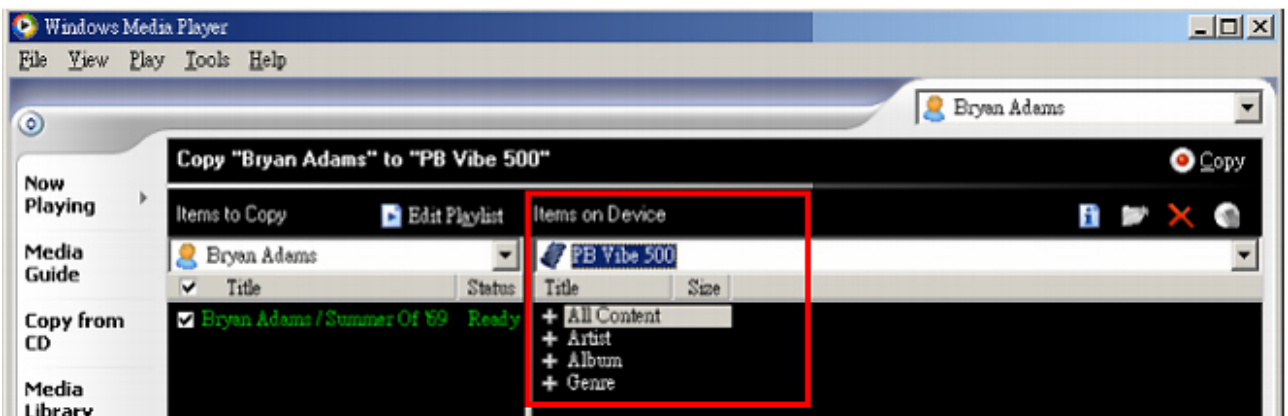 Windows Media Player
File View Play Tools Help
Bryan Adams
Copy "Bryan Adams" to "PB Vibe 500"
Copy
Now
Playing
Items to Copy
Edit Playlist
Items on Device
Media
Guide
Bryan Adams
PB Vibe 500
Title Status
Title Size
Copy from
CD
Bryan Adams / Summer Of '69 Ready
All Content
Artist
Album
Genre
Media
Library